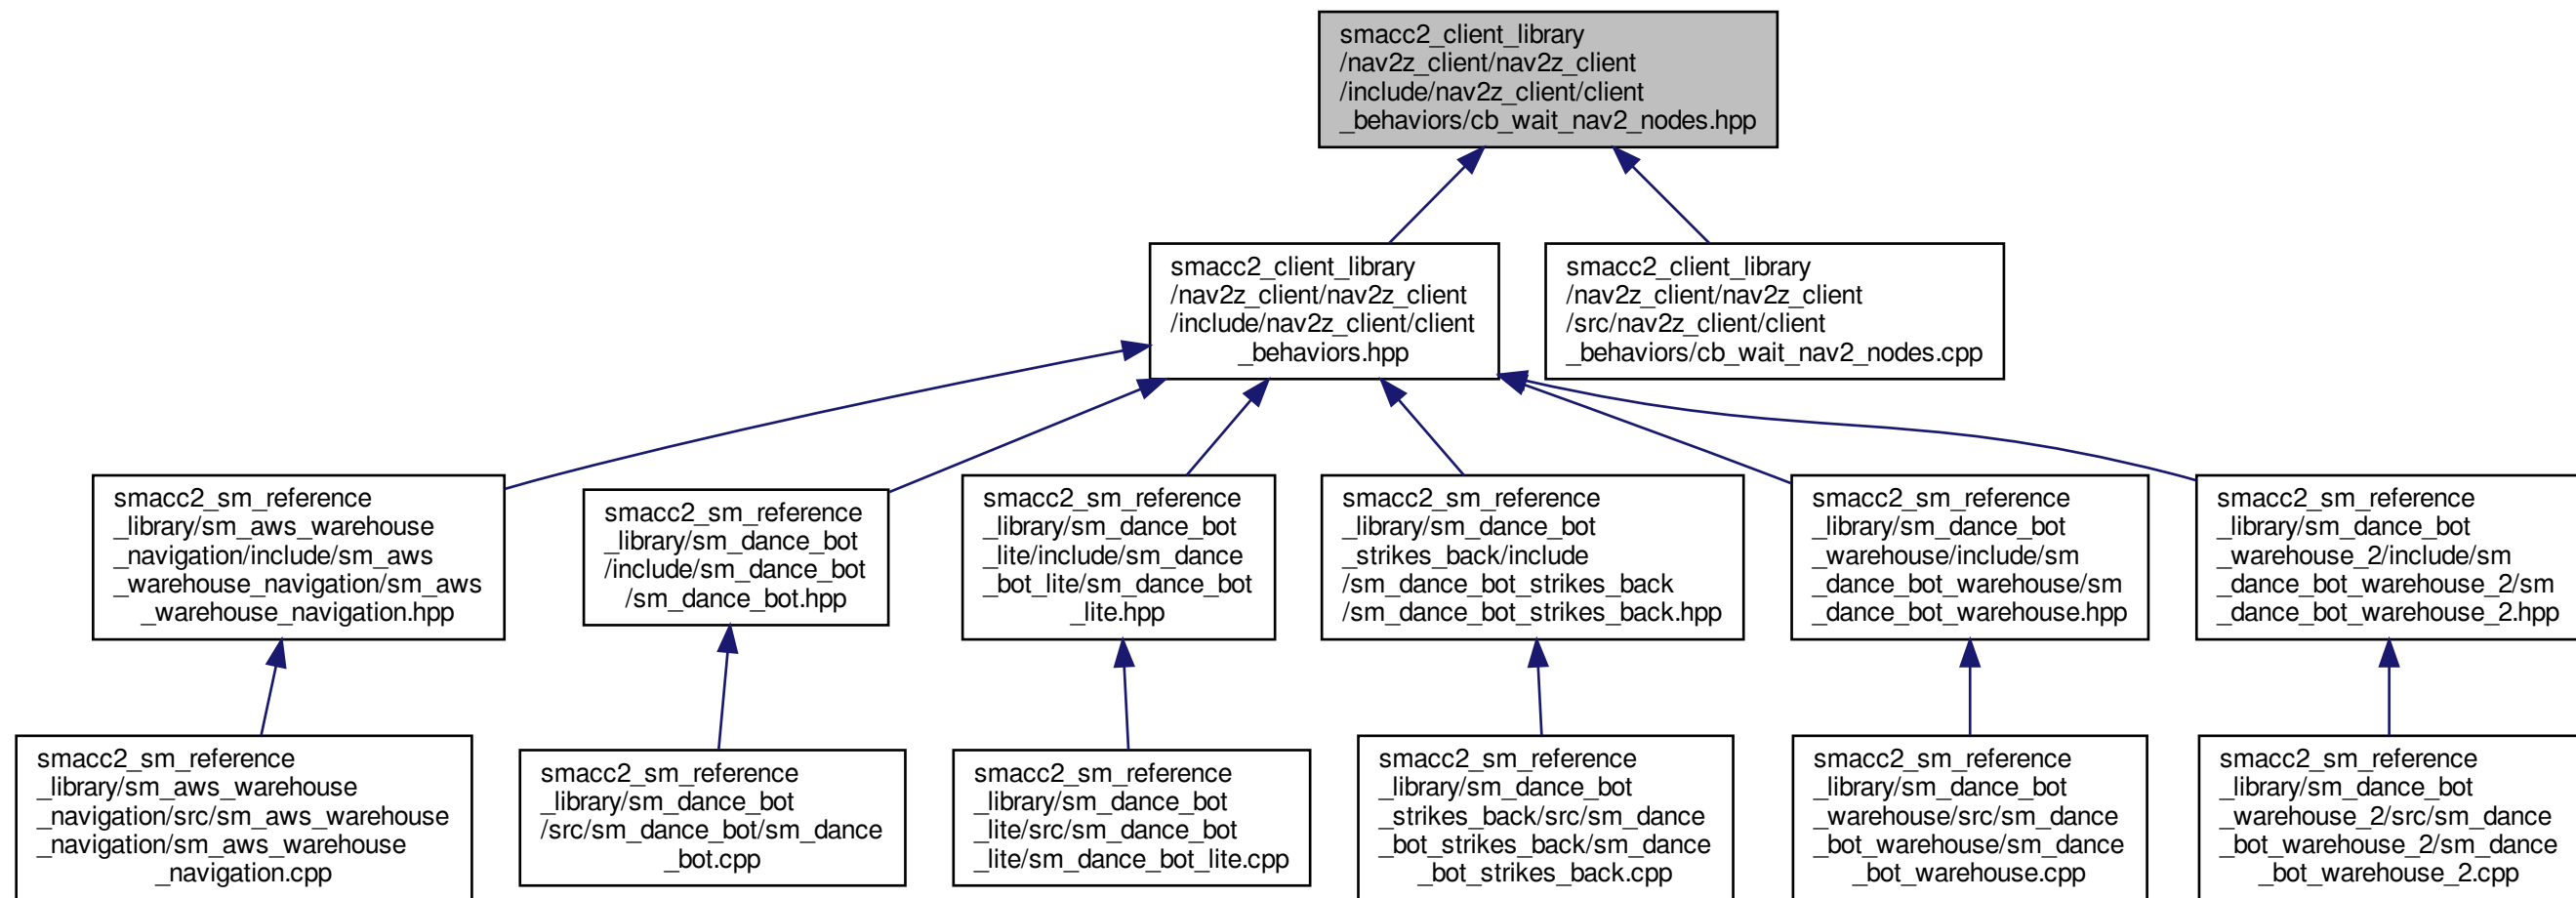 smacc2_client_library
/nav2z_client/nav2z_client
/include/nav2z_client/client
_behaviors/cb_wait_nav2_nodes.hpp
smacc2_client_library
/nav2z_client/nav2z_client
/include/nav2z_client/client
_behaviors.hpp
smacc2_client_library
/nav2z_client/nav2z_client
/src/nav2z_client/client
_behaviors/cb_wait_nav2_nodes.cpp
smacc2_sm_reference
_library/sm_aws_warehouse
_navigation/include/sm_aws
_warehouse_navigation/sm_aws
_warehouse_navigation.hpp
smacc2_sm_reference
_library/sm_dance_bot
/include/sm_dance_bot
/sm_dance_bot.hpp
smacc2_sm_reference
_library/sm_dance_bot
_lite/include/sm_dance
_bot_lite/sm_dance_bot
_lite.hpp
smacc2_sm_reference
_library/sm_dance_bot
_strikes_back/include
/sm_dance_bot_strikes_back
/sm_dance_bot_strikes_back.hpp
smacc2_sm_reference
_library/sm_dance_bot
_warehouse/include/sm
_dance_bot_warehouse/sm
_dance_bot_warehouse.hpp
smacc2_sm_reference
_library/sm_dance_bot
_warehouse_2/include/sm
_dance_bot_warehouse_2/sm
_dance_bot_warehouse_2.hpp
smacc2_sm_reference
_library/sm_aws_warehouse
_navigation/src/sm_aws_warehouse
_navigation/sm_aws_warehouse
_navigation.cpp
smacc2_sm_reference
_library/sm_dance_bot
/src/sm_dance_bot/sm_dance
_bot.cpp
smacc2_sm_reference
_library/sm_dance_bot
_lite/src/sm_dance_bot
_lite/sm_dance_bot_lite.cpp
smacc2_sm_reference
_library/sm_dance_bot
_strikes_back/src/sm_dance
_bot_strikes_back/sm_dance
_bot_strikes_back.cpp
smacc2_sm_reference
_library/sm_dance_bot
_warehouse/src/sm_dance
_bot_warehouse/sm_dance
_bot_warehouse.cpp
smacc2_sm_reference
_library/sm_dance_bot
_warehouse_2/src/sm_dance
_bot_warehouse_2/sm_dance
_bot_warehouse_2.cpp